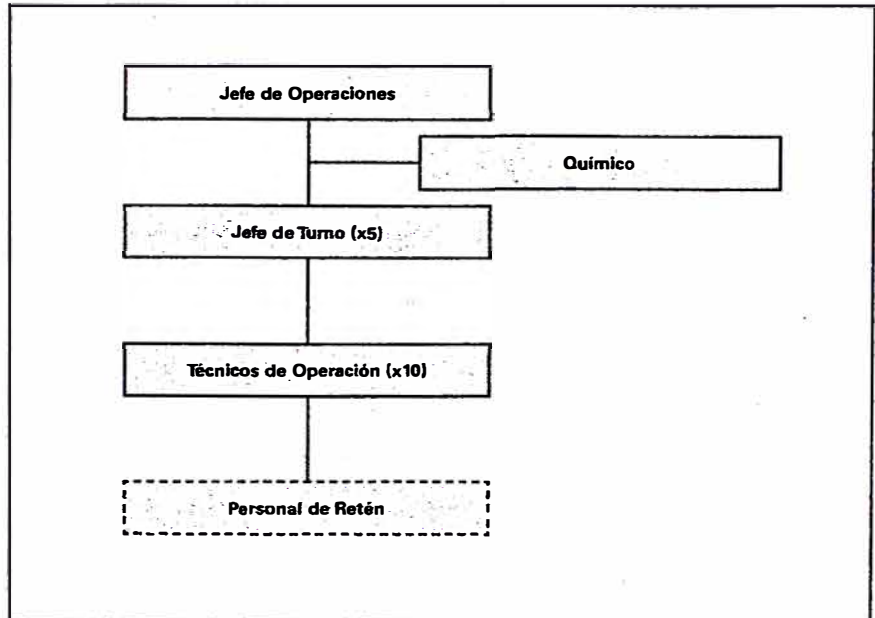 Jefe de Operaciones
Químico
Jefe de Turno (x5)
Técnicos de Operación (x10)
Personal de Retén